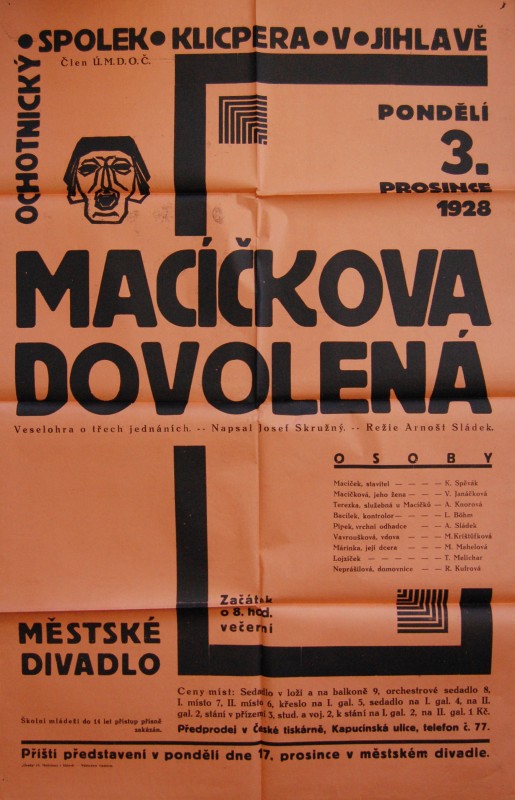 OCHOTNICKÝ • SPOLEK • KLICPERA • V • JIHLAVĚ
Člen Ú.M.D.O.Č.
PONDĚLÍ
3.
PROSINCE
1928
MACÍČKOVA
DOVOLENÁ
Veselohra o třech jednáních. -- Napsal Josef Skružný. -- Režie Arnošt Sládek.
OSOBY
Macíček, stavitel — — — — K. Spěvák
Macíčková, jeho žena — — — V. Janáčková
Terezka, služebná u Macíčků — A. Knorová
Bacílek, kontrolor — — — — L. Böhm
Pipek, vrchní odhadce — — A. Sládek
Vavroušková, vdova — — — M. Krištůfková
Márinka, její dcera — — — M. Mahelová
Lojzíček — — — — — T. Melichar
Neprášilová, domovnice — — R. Kufrová
Začátek
o 8. hod.
večerní
MĚSTSKÉ
DIVADLO
Ceny míst: Sedadlo v loži a na balkoně 9, orchestrové sedadlo 8,
I. místo 7, II. místo 6, křeslo na I. gal. 5, sedadlo na I. gal. 4, na II.
gal. 2, stání v přízemí 3, stud. a voj. 2, k stání na I. gal. 2, na II. gal. 1 Kč.
Školní mládeži do 14 let přístup přísně
zakázán.
Předprodej v České tiskárně, Kapucínská ulice, telefon č. 77.
Příští představení v pondělí dne 17. prosince v městském divadle.